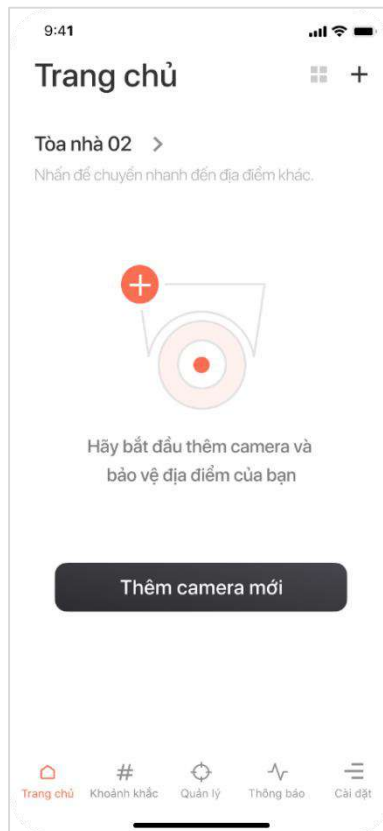 9:41
Trang chủ
Tòa nhà 02
Nhấn để chuyển nhanh đến địa điểm khác.
Hãy bắt đầu thêm camera và
bảo vệ địa điểm của bạn
Thêm camera mới
Trang chủ Khoảnh khắc Quản lý Thông báo Cài đặt